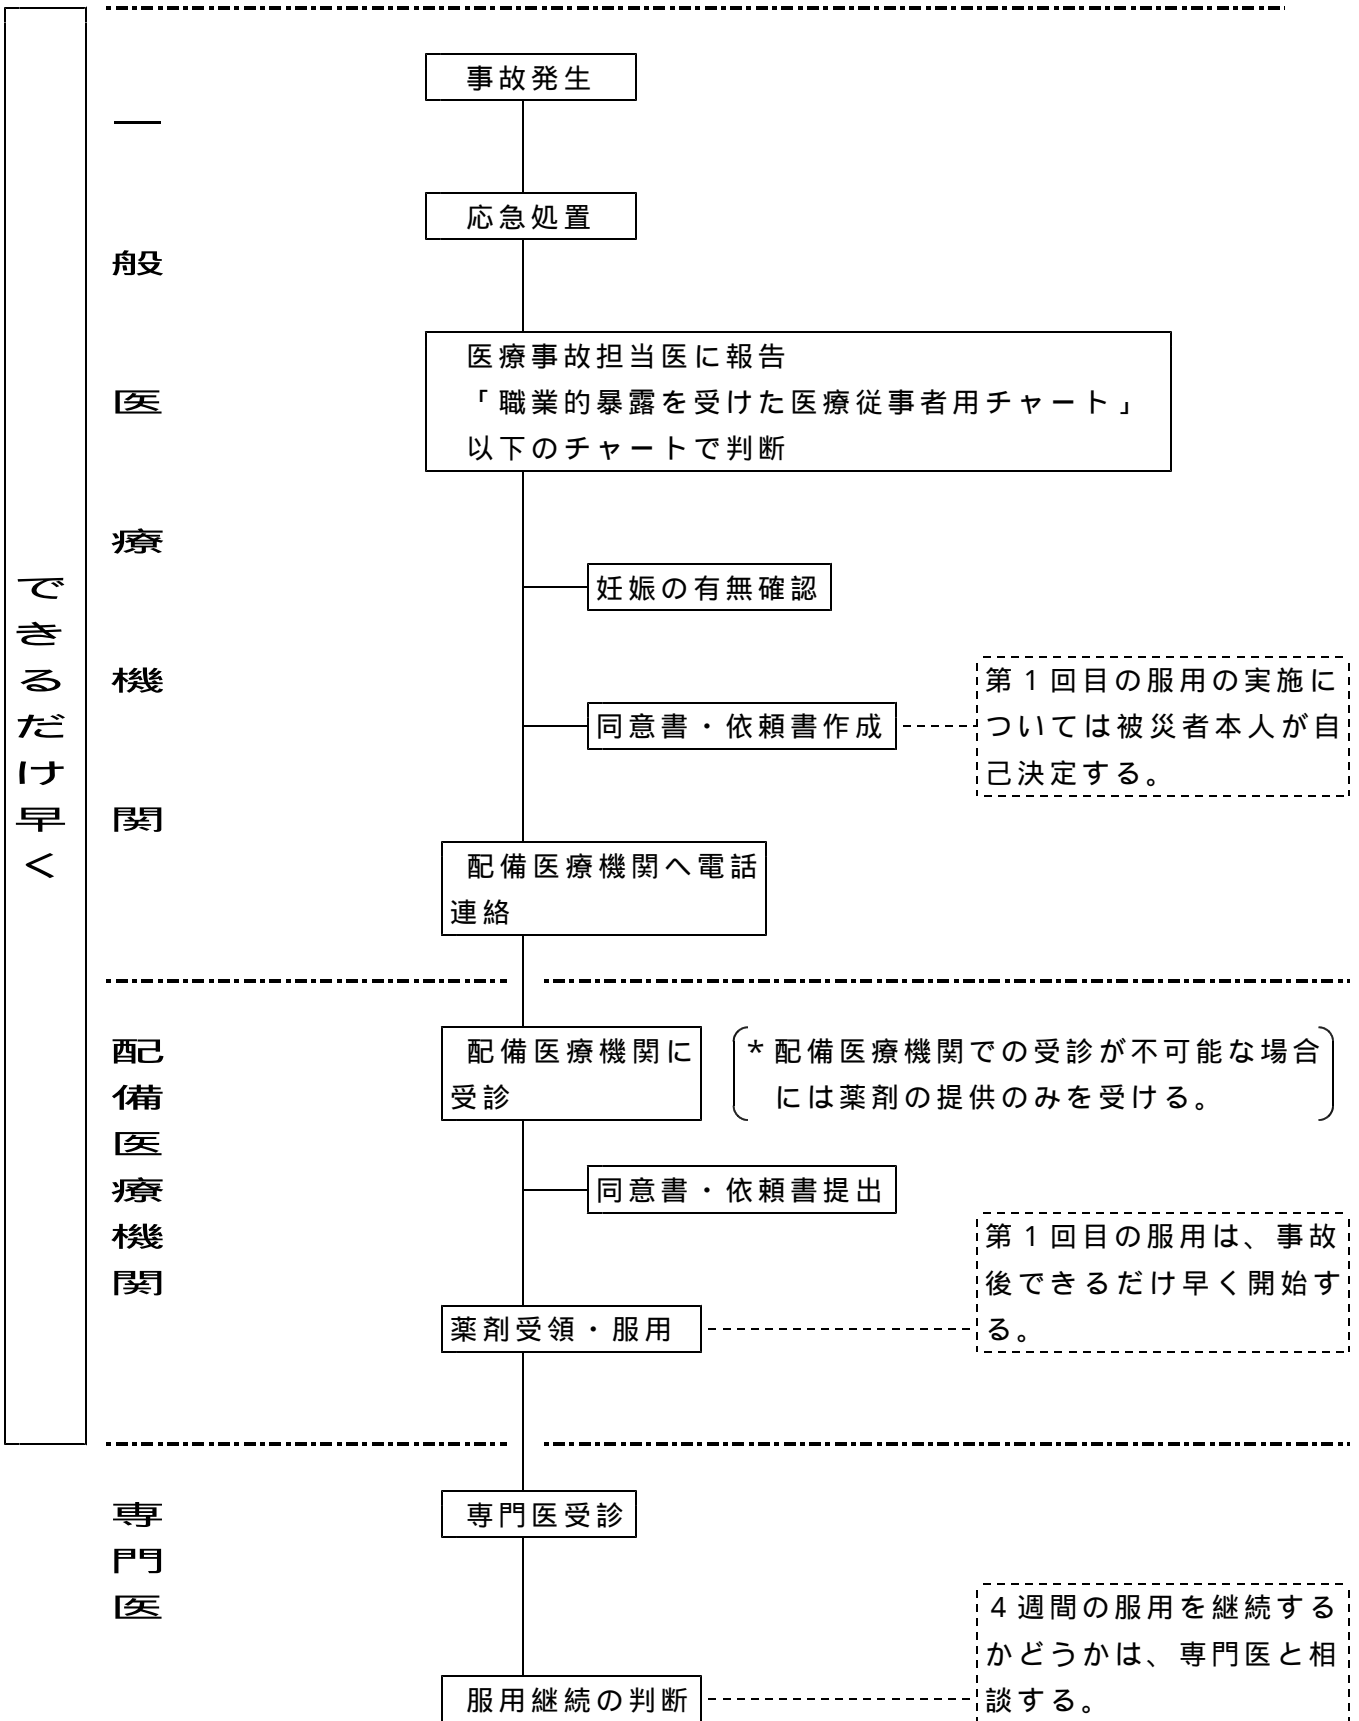 できるだけ早く
一般医療機関
事故発生
応急処置
医療事故担当医に報告
「職業的暴露を受けた医療従事者用チャート」
以下のチャートで判断
妊娠の有無確認
同意書・依頼書作成
第1回目の服用の実施に
ついては被災者本人が自
己決定する。
配備医療機関へ電話
連絡
配備医療機関
配備医療機関に
受診
*配備医療機関での受診が不可能な場合
には薬剤の提供のみを受ける。
同意書・依頼書提出
第1回目の服用は、事故
後できるだけ早く開始す
る。
薬剤受領・服用
専門医
専門医受診
4週間の服用を継続する
かどうかは、専門医と相
談する。
服用継続の判断